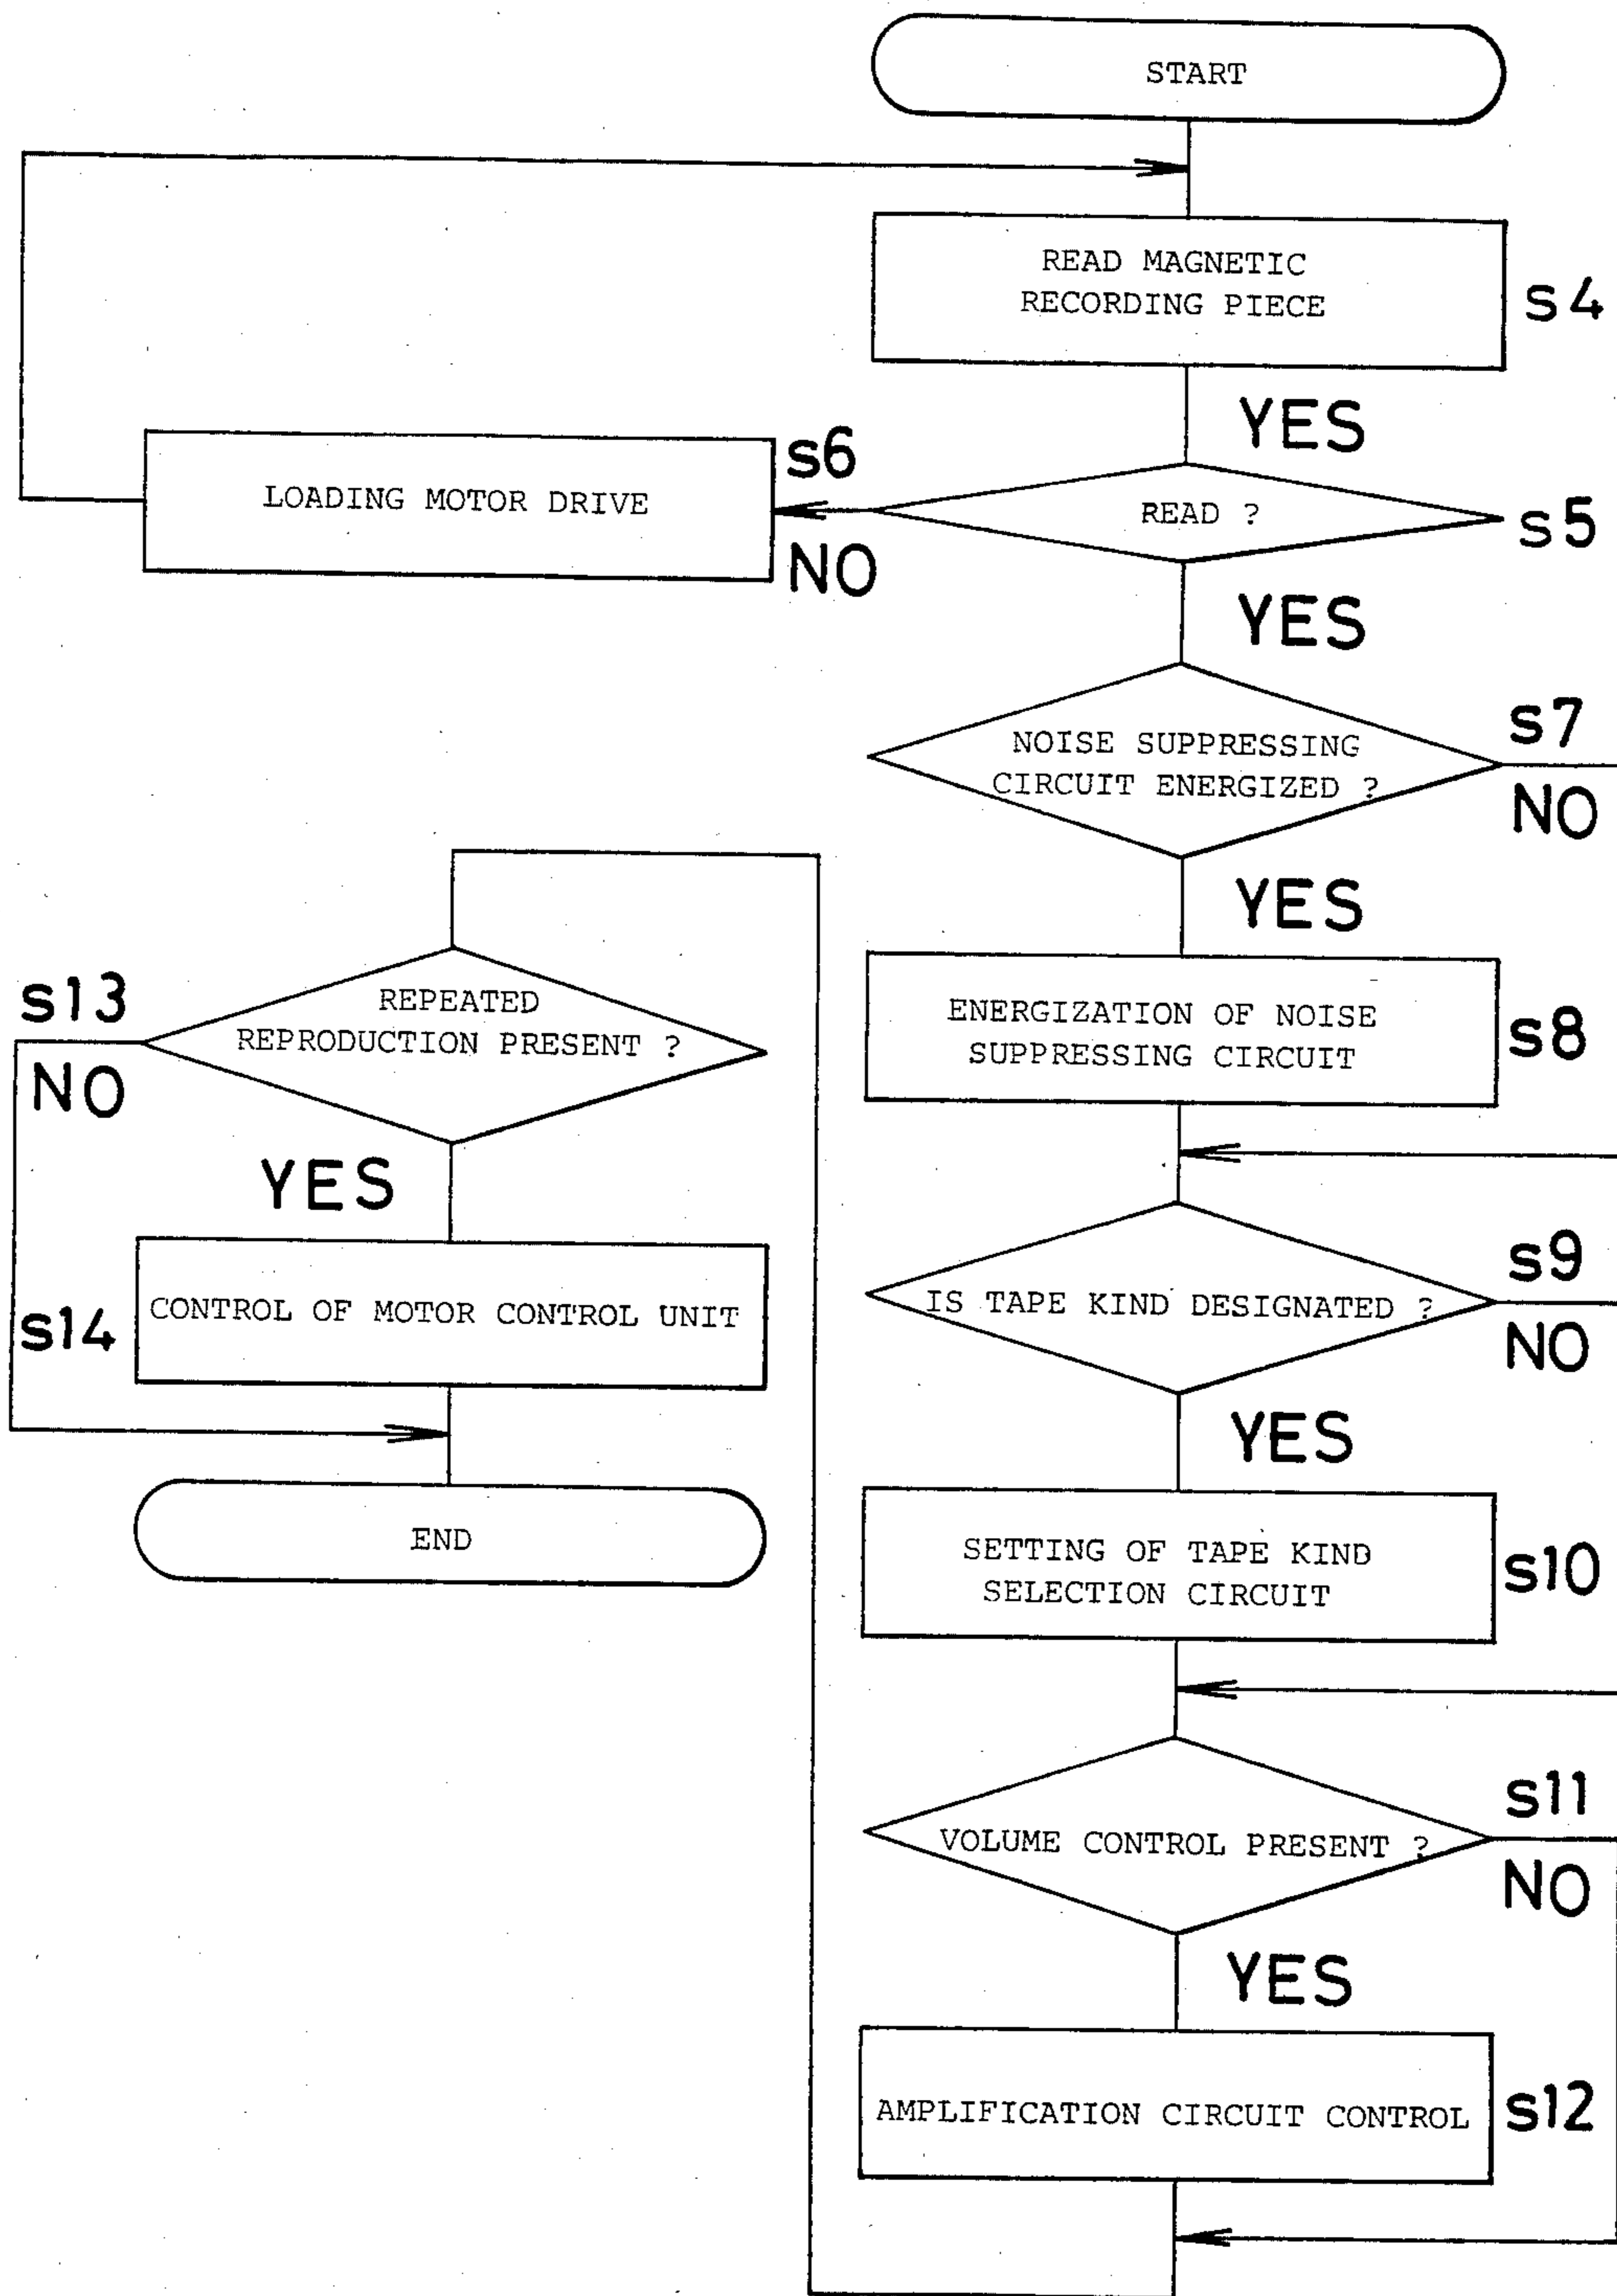 START
READ MAGNETIC
RECORDING PIECE
s4
YES
LOADING MOTOR DRIVE
s6
NO
READ ?
s5
YES
NOISE SUPPRESSING
CIRCUIT ENERGIZED ?
s7
NO
YES
ENERGIZATION OF NOISE
SUPPRESSING CIRCUIT
s8
IS TAPE KIND DESIGNATED ?
s9
NO
YES
SETTING OF TAPE KIND
SELECTION CIRCUIT
s10
VOLUME CONTROL PRESENT ?
s11
NO
YES
AMPLIFICATION CIRCUIT CONTROL
s12
s13
NO
REPEATED
REPRODUCTION PRESENT ?
YES
s14
CONTROL OF MOTOR CONTROL UNIT
END